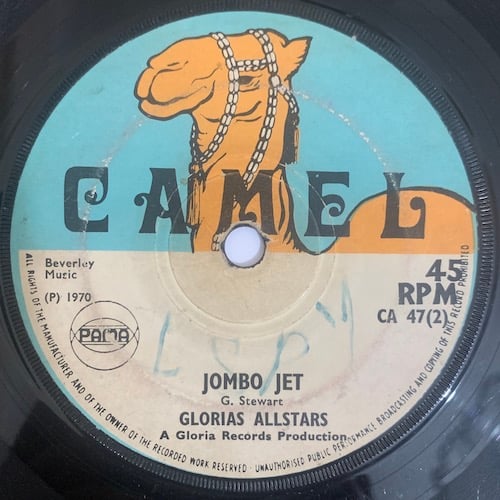 CAMEL
Beverley
Music
(P) 1970
PAMA
45
RPM
CA 47(2)
JOMBO JET
G. Stewart
GLORIAS ALLSTARS
A Gloria Records Production
ALL RIGHTS OF THE MANUFACTURER, AND OF THE OWNER OF THE RECORDED WORK RESERVED · UNAUTHORISED PUBLIC PERFORMANCE BROADCASTING AND COPYING OF THIS RECORD PROHIBITED